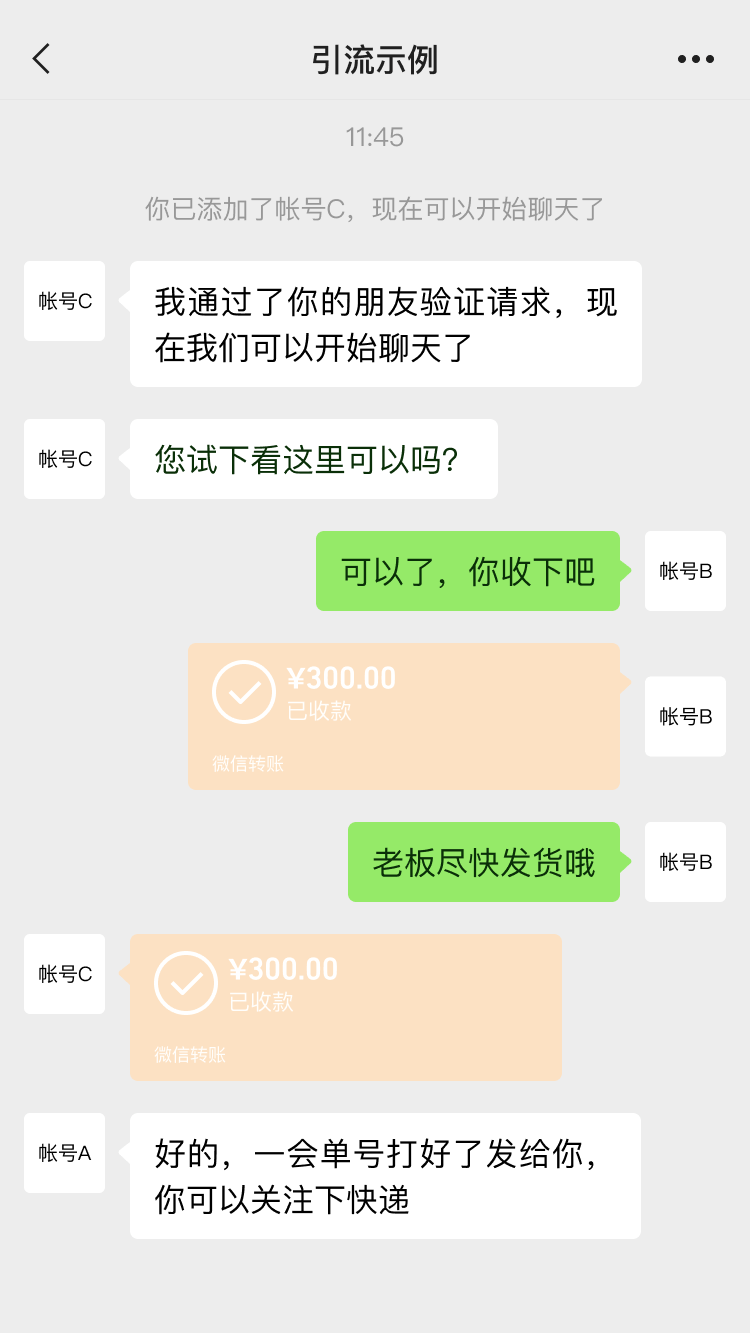 引流示例
11:45
你已添加了帐号C，现在可以开始聊天了
帐号C
我通过了你的朋友验证请求，现
在我们可以开始聊天了
帐号C
您试下看这里可以吗?
可以了，你收下吧
帐号B
¥300.00
已收款
微信转账
帐号B
老板尽快发货哦
帐号B
帐号C
¥300.00
已收款
微信转账
帐号A
好的，一会单号打好了发给你，
你可以关注下快递